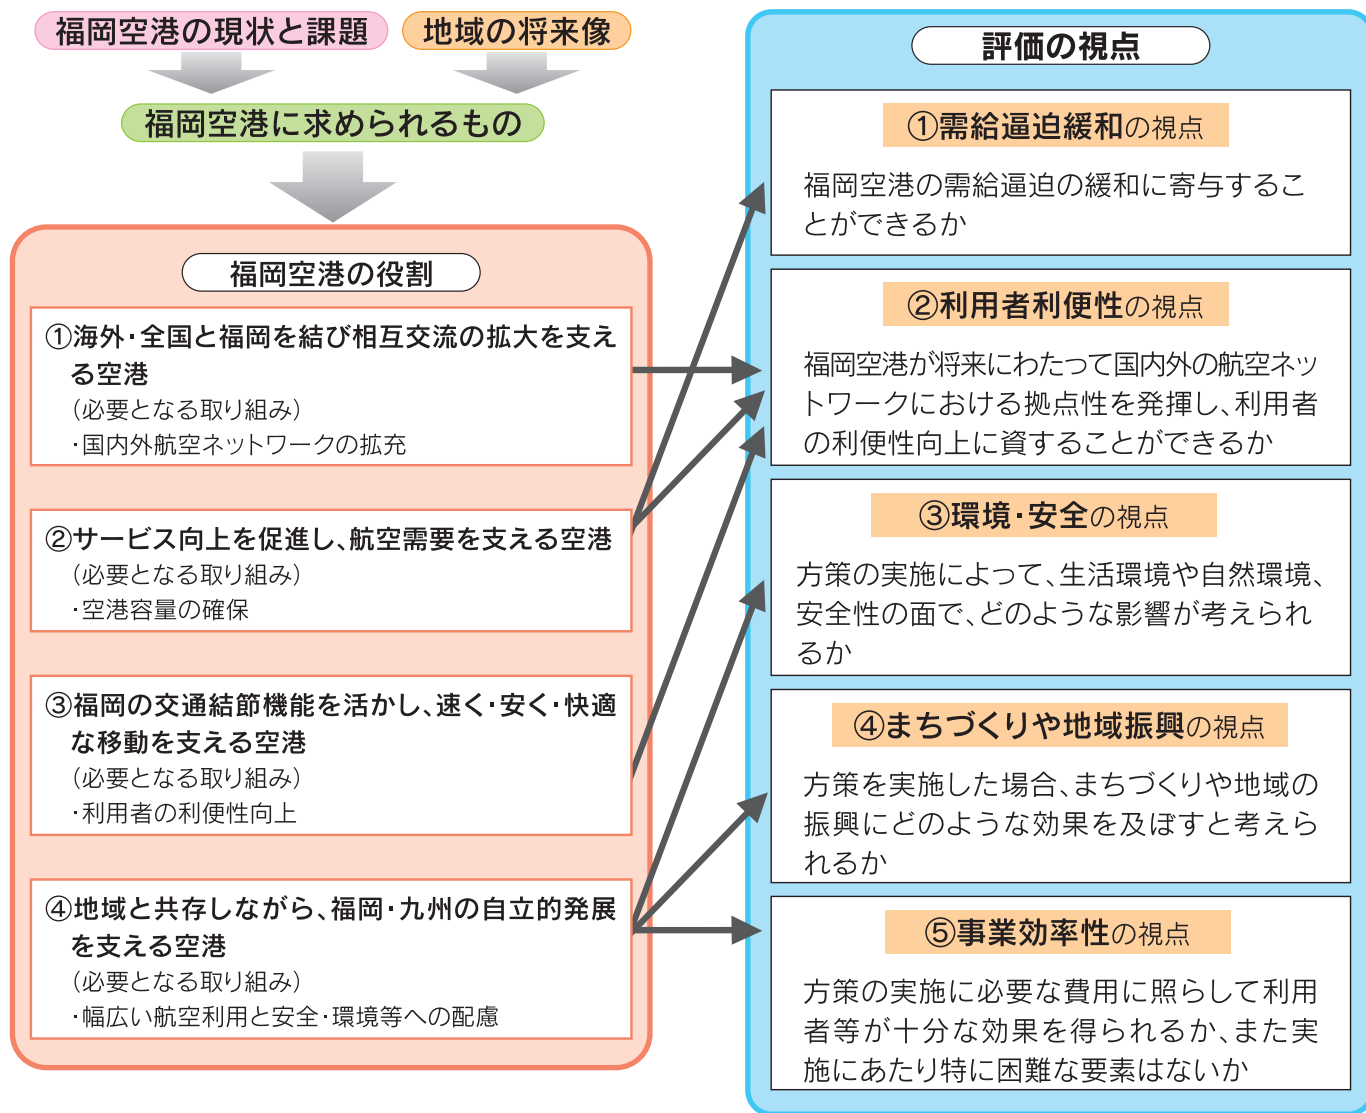 福岡空港の現状と課題
地域の将来像
福岡空港に求められるもの
福岡空港の役割
①海外・全国と福岡を結び相互交流の拡大を支え
る空港
(必要となる取り組み)
・国内外航空ネットワークの拡充
②サービス向上を促進し、航空需要を支える空港
(必要となる取り組み)
・空港容量の確保
③福岡の交通結節機能を活かし、速く・安く・快適
な移動を支える空港
(必要となる取り組み)
・利用者の利便性向上
④地域と共存しながら、福岡・九州の自立的発展
を支える空港
(必要となる取り組み)
・幅広い航空利用と安全・環境等への配慮
評価の視点
①需給逼迫緩和の視点
福岡空港の需給逼迫の緩和に寄与するこ
とができるか
②利用者利便性の視点
福岡空港が将来にわたって国内外の航空ネッ
トワークにおける拠点性を発揮し、利用者
の利便性向上に資することができるか
③環境・安全の視点
方策の実施によって、生活環境や自然環境、
安全性の面で、どのような影響が考えられ
るか
④まちづくりや地域振興の視点
方策を実施した場合、まちづくりや地域の
振興にどのような効果を及ぼすと考えら
れるか
⑤事業効率性の視点
方策の実施に必要な費用に照らして利用
者等が十分な効果を得られるか、また実
施にあたり特に困難な要素はないか